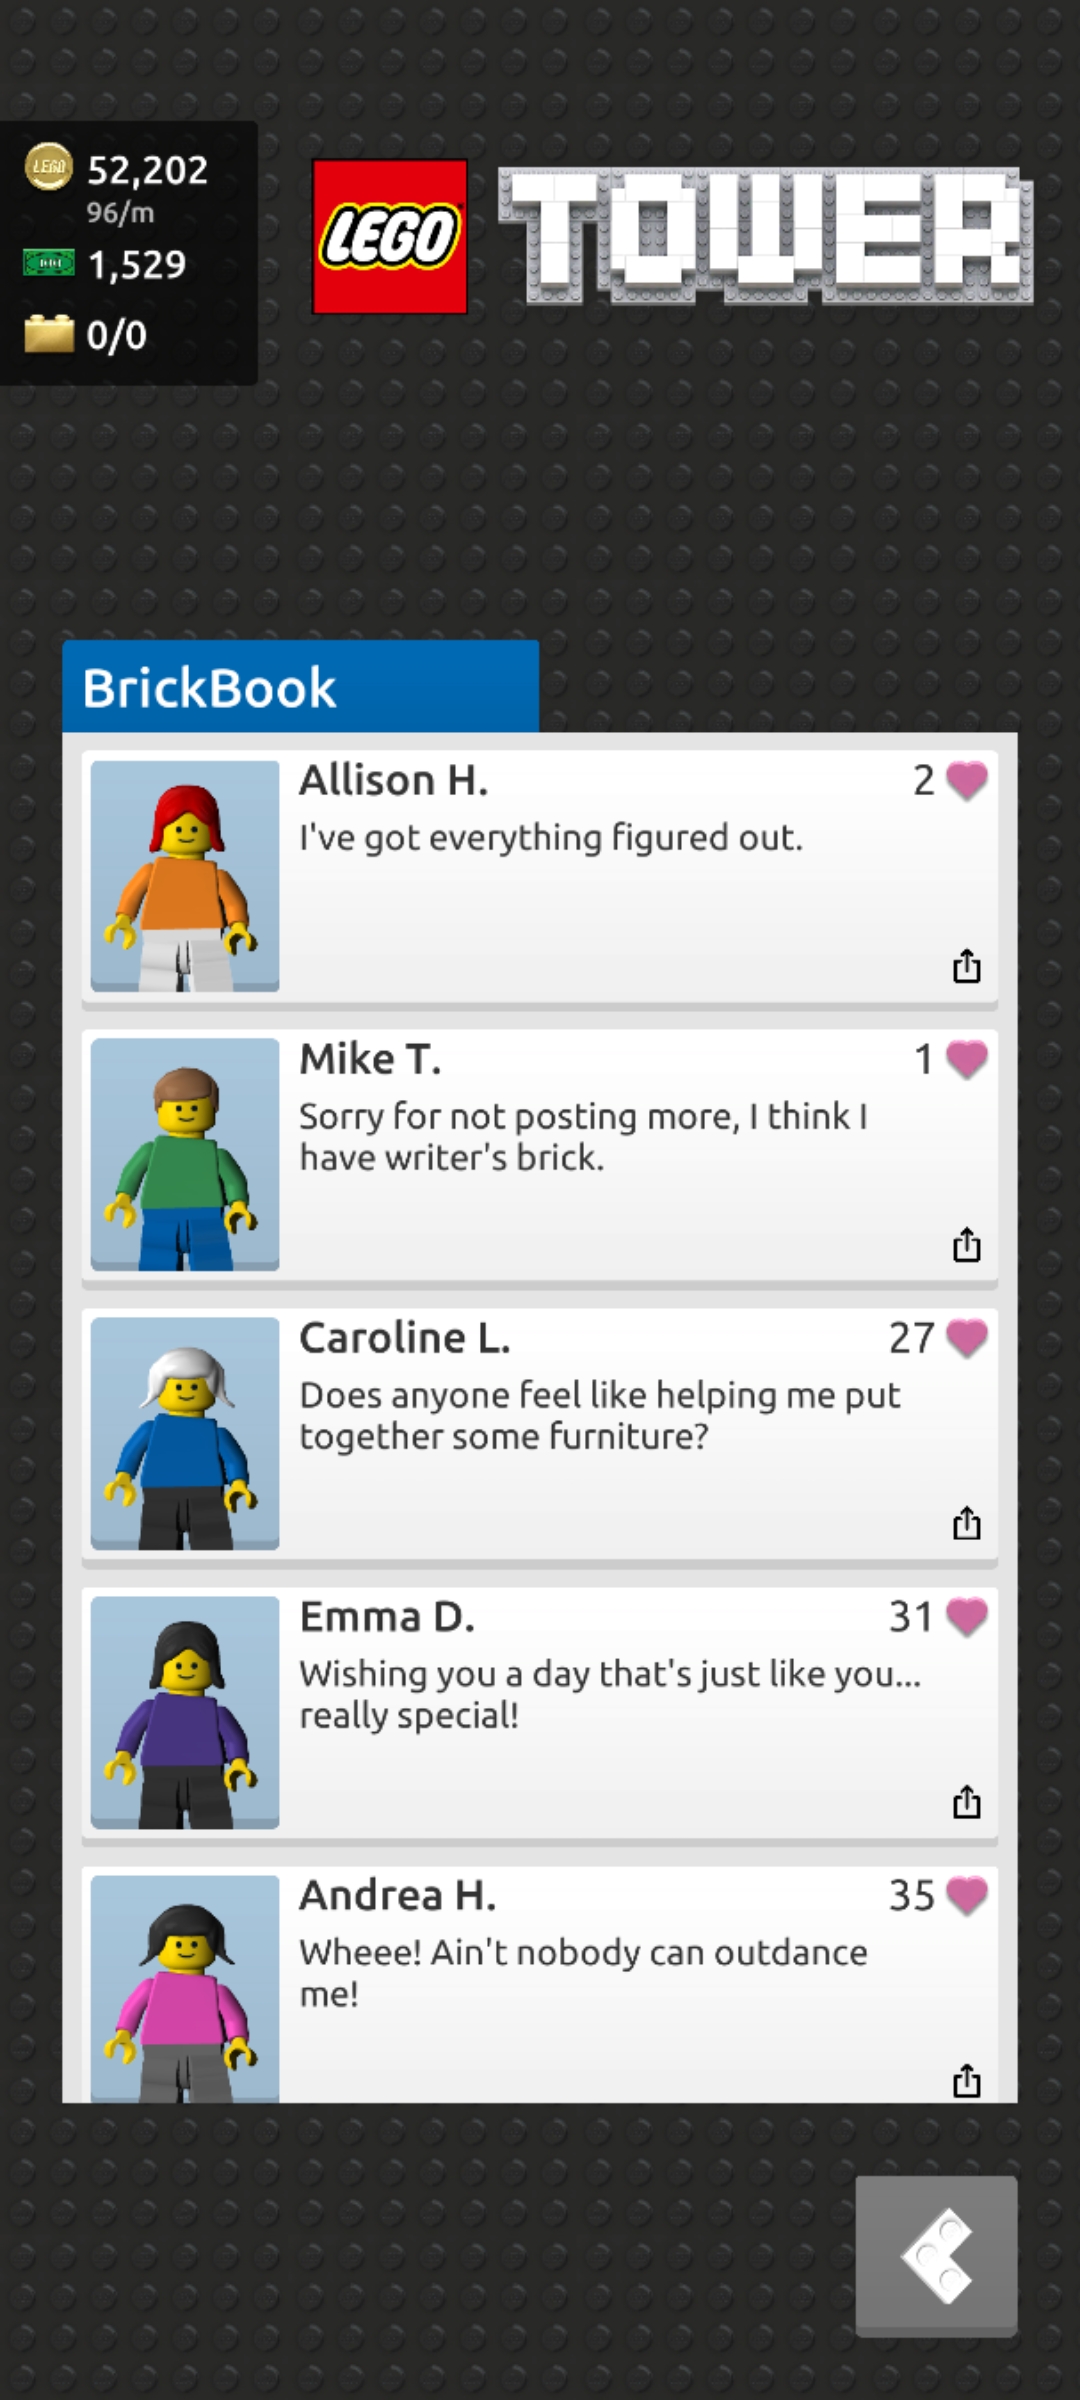 LEGO
52,202
96/m
1,529
0/0
LEGO
TOWER
BrickBook
Allison H.
2
I've got everything figured out.
Mike T.
1
Sorry for not posting more, I think I
have writer's brick.
Caroline L.
27
Does anyone feel like helping me put
together some furniture?
Emma D.
31
Wishing you a day that's just like you...
really special!
Andrea H.
35
Wheee! Ain't nobody can outdance
me!